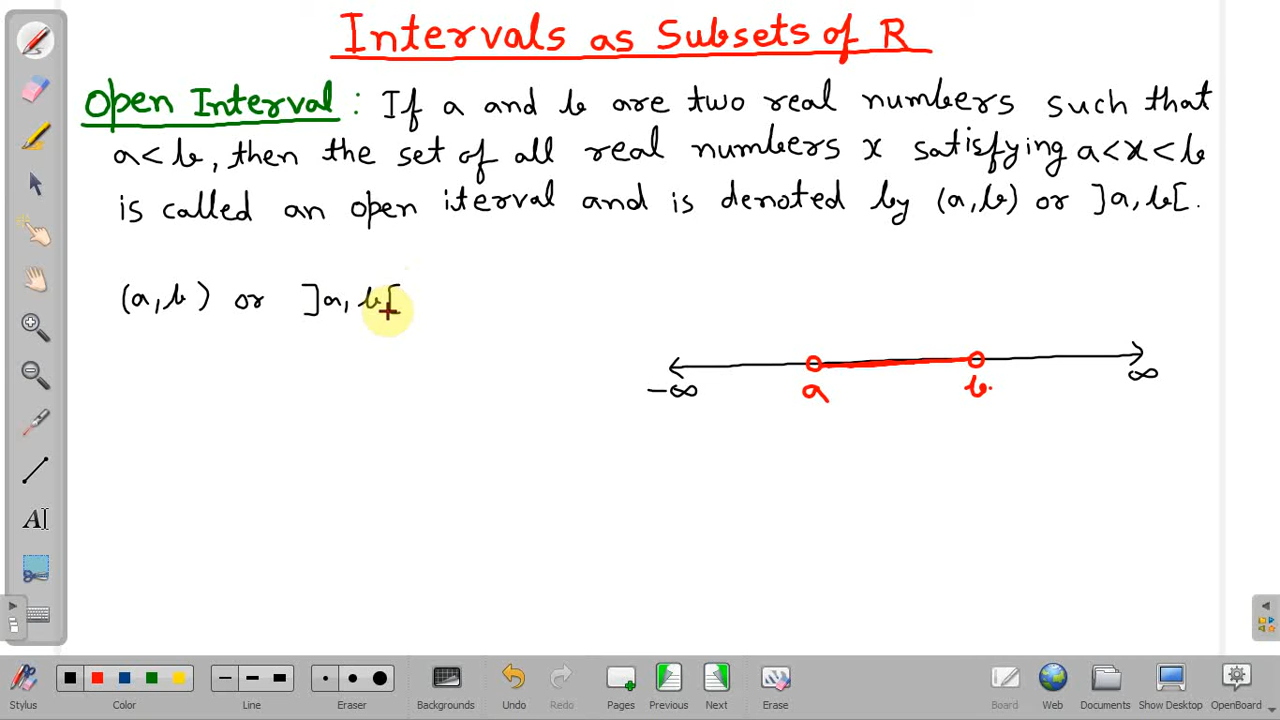 Intervals as Subsets of R
Open Interval : If a and b are two real numbers such that
a < b, then the set of all real numbers x satisfying a < x < b
is called an open iterval and is denoted by (a, b) or ]a, b[.
(a, b) or ]a, b[
-∞ a b ∞
AI
Stylus Color Line Eraser Backgrounds Undo Redo Pages Previous Next Erase Board Web Documents Show Desktop OpenBoard